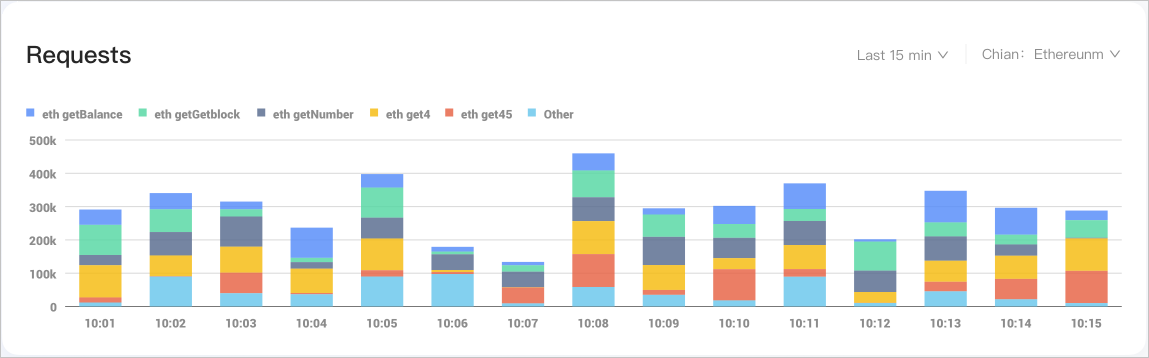 Requests
Last 15 min
Chian: Ethereunm
eth getBalance eth getGetblock eth getNumber eth get4 eth get45 Other
500k
400k
300k
200k
100k
0
10:01 10:02 10:03 10:04 10:05 10:06 10:07 10:08 10:09 10:10 10:11 10:12 10:13 10:14 10:15